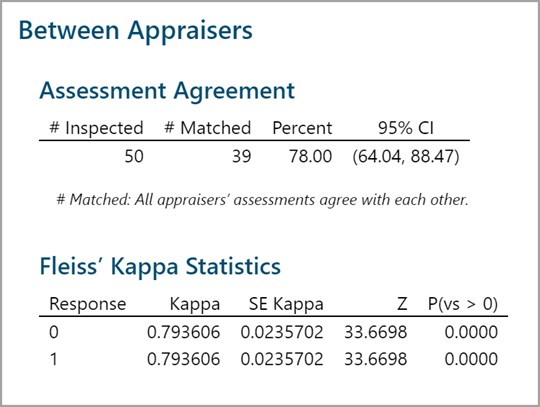 Between Appraisers
Assessment Agreement
# Inspected # Matched Percent 95% CI
50 39 78.00 (64.04, 88.47)
# Matched: All appraisers’ assessments agree with each other.
Fleiss’ Kappa Statistics
Response Kappa SE Kappa Z P(vs > 0)
0 0.793606 0.0235702 33.6698 0.0000
1 0.793606 0.0235702 33.6698 0.0000